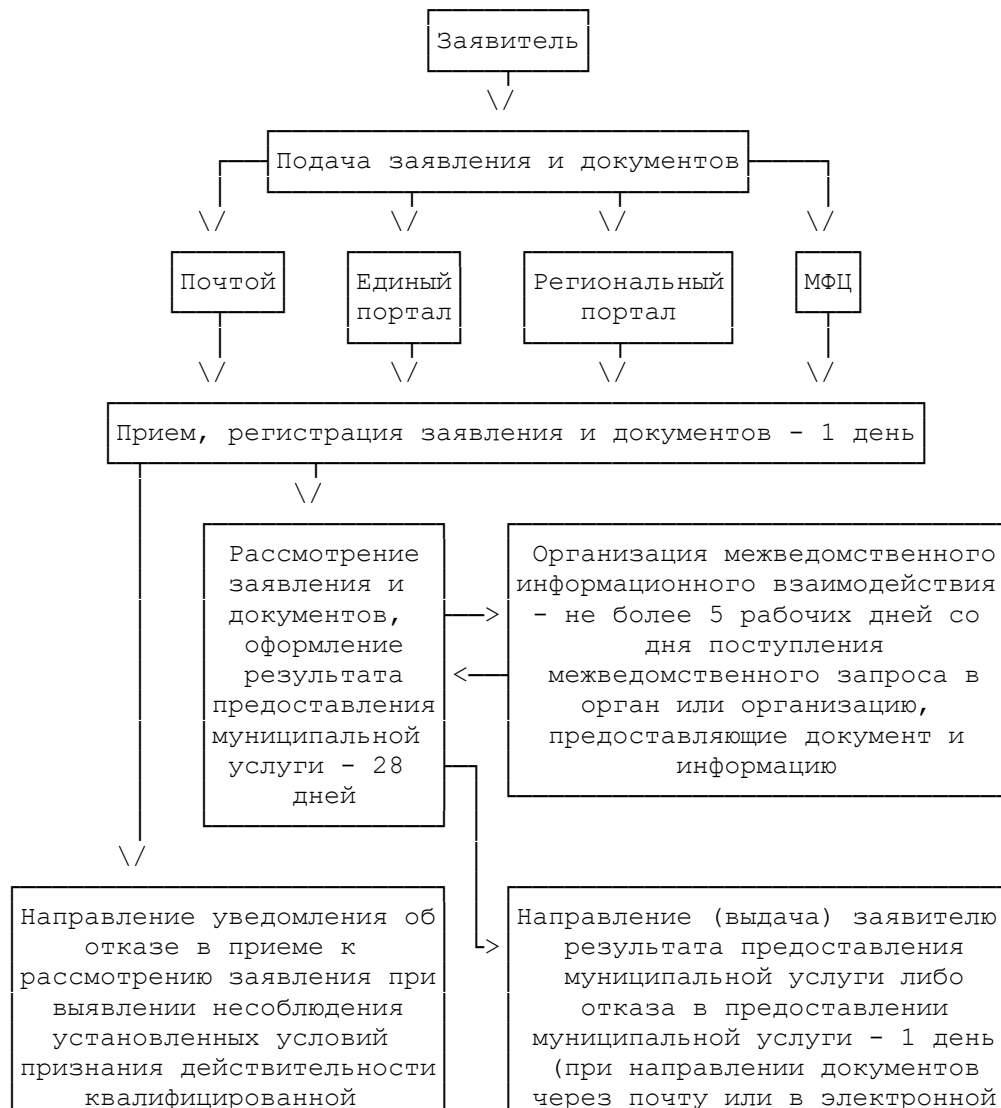 Заявитель
Подача заявления и документов
Почтой
Единый
портал
Региональный
портал
МФЦ
Прием, регистрация заявления и документов - 1 день
Рассмотрение
заявления и
документов,
оформление
результата
предоставления
муниципальной
услуги - 28
дней
Организация межведомственного
информационного взаимодействия
- не более 5 рабочих дней со
дня поступления
межведомственного запроса в
орган или организацию,
предоставляющие документ и
информацию
Направление уведомления об
отказе в приеме к
рассмотрению заявления при
выявлении несоблюдения
установленных условий
признания действительности
квалифицированной
Направление (выдача) заявителю
результата предоставления
муниципальной услуги либо
отказа в предоставлении
муниципальной услуги - 1 день
(при направлении документов
через почту или в электронной